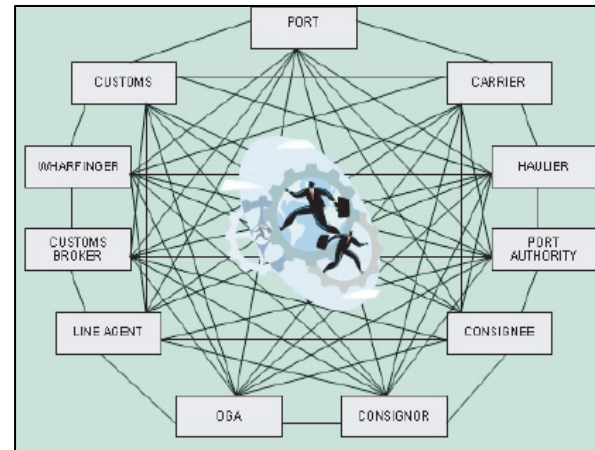 PORT
CUSTOMS
CARRIER
WHARFINGER
HAULIER
CUSTOMS
BROKER
PORT
AUTHORITY
LINE AGENT
CONSIGNEE
OGA
CONSIGNOR